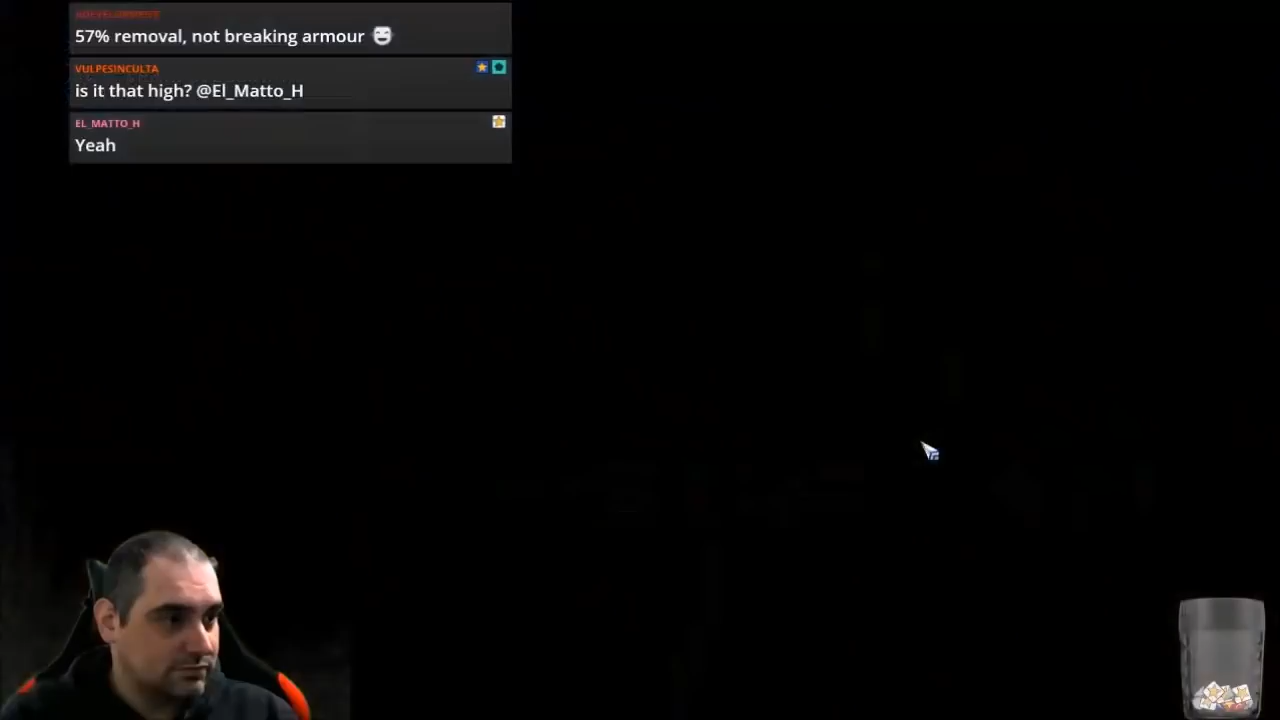 57% removal, not breaking armour
VULPESINCULTA
is it that high? @El_Matto_H
EL_MATTO_H
Yeah